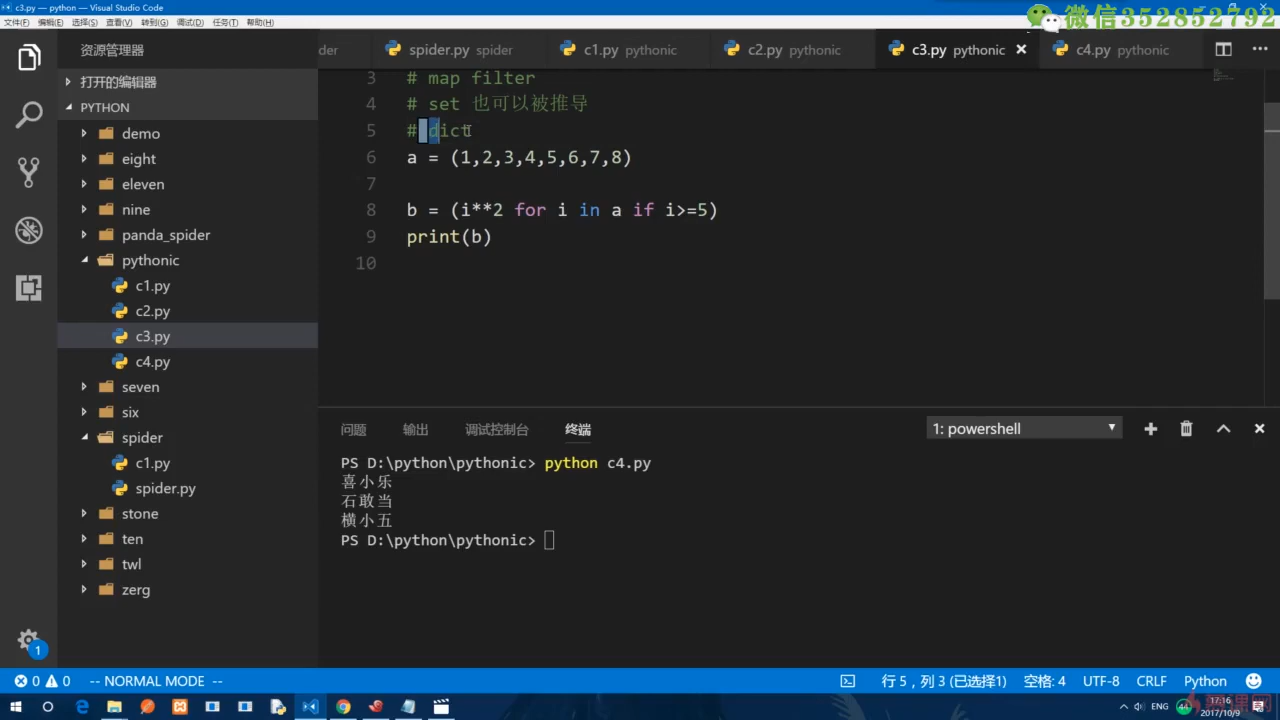 c3.py — python — Visual Studio Code
微信352852792
文件(F) 编辑(E) 选择(S) 查看(V) 转到(G) 调试(D) 任务(T) 帮助(H)
资源管理器
der spider.py spider c1.py pythonic c2.py pythonic c3.py pythonic c4.py pythonic
打开的编辑器
PYTHON
demo
eight
eleven
nine
panda_spider
pythonic
c1.py
c2.py
c3.py
c4.py
seven
six
spider
c1.py
spider.py
stone
ten
twl
zerg
3 # map filter
4 # set 也可以被推导
5 # dict
6 a = (1,2,3,4,5,6,7,8)
7
8 b = (i**2 for i in a if i>=5)
9 print(b)
10
问题 输出 调试控制台 终端 1: powershell
PS D:\python\pythonic> python c4.py
喜小乐
石敢当
横小五
PS D:\python\pythonic>
1
0 0 -- NORMAL MODE -- 行 5，列 3 (已选择1) 空格: 4 UTF-8 CRLF Python
ENG 44 17:16
2017/10/9
慕课网